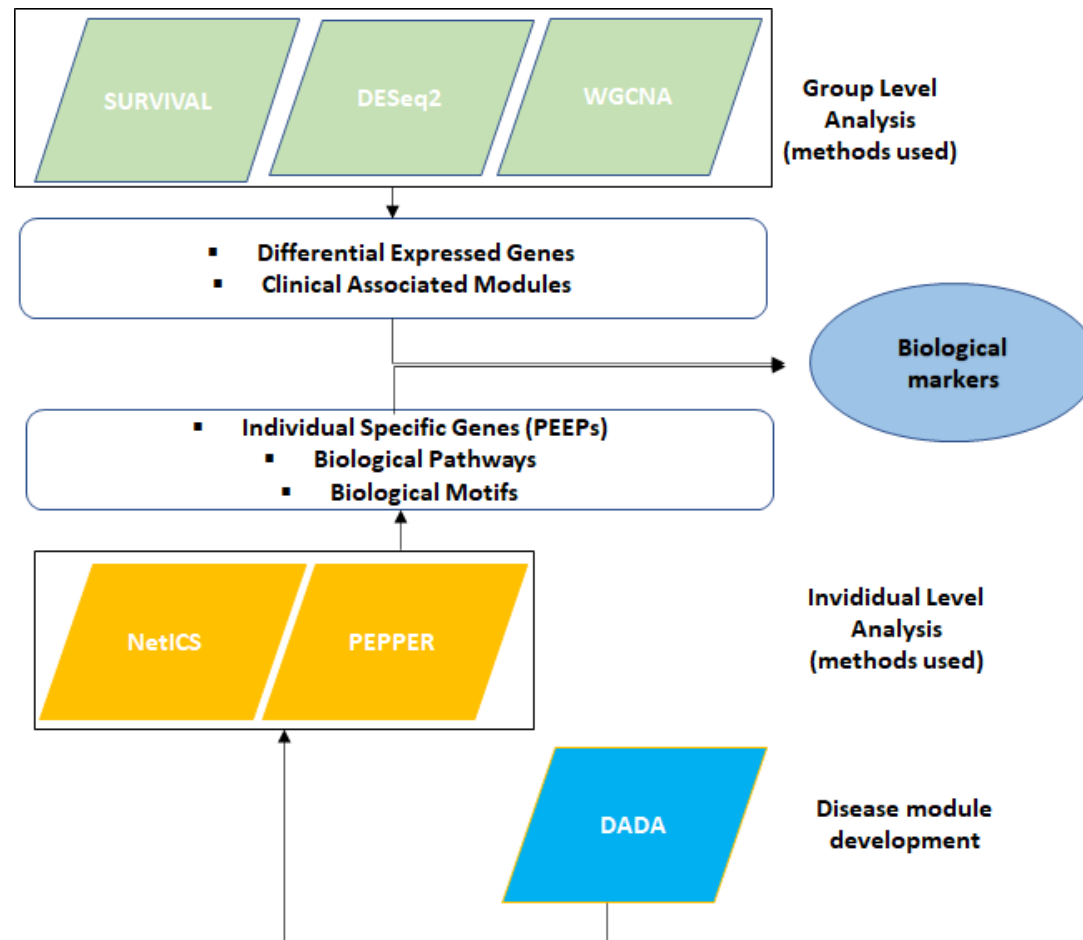 SURVIVAL
DESeq2
WGCNA
Group Level
Analysis
(methods used)
▪ Differential Expressed Genes
▪ Clinical Associated Modules
Biological
markers
▪ Individual Specific Genes (PEEPs)
▪ Biological Pathways
▪ Biological Motifs
NetICS
PEPPER
Invididual Level
Analysis
(methods used)
DADA
Disease module
development